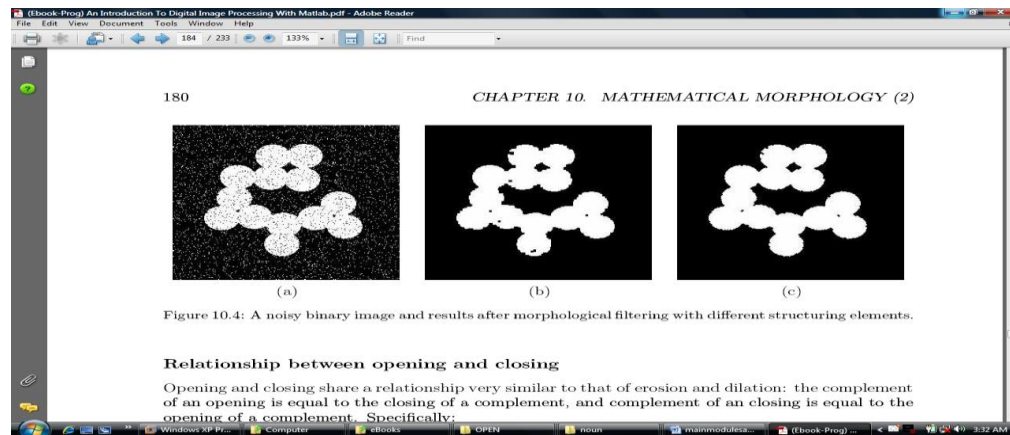 (Ebook-Prog) An Introduction To Digital Image Processing With Matlab.pdf - Adobe Reader
File Edit View Document Tools Window Help
184 / 233 133% Find
180 CHAPTER 10. MATHEMATICAL MORPHOLOGY (2)
(a) (b) (c)
Figure 10.4: A noisy binary image and results after morphological filtering with different structuring elements.
Relationship between opening and closing
Opening and closing share a relationship very similar to that of erosion and dilation: the complement
of an opening is equal to the closing of a complement, and complement of an closing is equal to the
opening of a complement. Specifically:
Windows XP Pr... Computer eBooks OPEN noun mainmodulesa... (Ebook-Prog) ... 3:32 AM